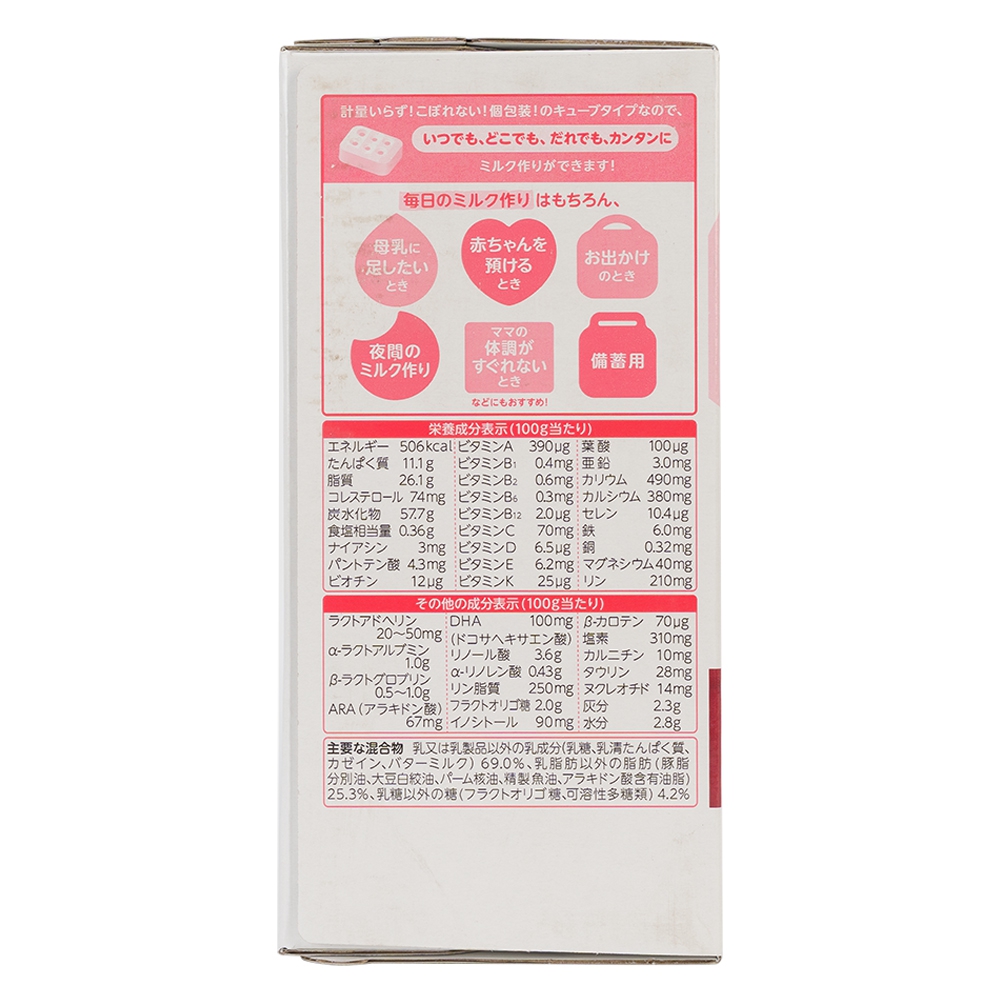 計量いらず!こぼれない!個包装!のキューブタイプなので、
いつでも、どこでも、だれでも、カンタンに
ミルク作りができます!
毎日のミルク作り はもちろん、
母乳に
足したい
とき
赤ちゃんを
預ける
とき
お出かけ
のとき
夜間の
ミルク作り
ママの
体調が
すぐれない
とき
備蓄用
などにもおすすめ!
栄養成分表示(100g当たり)
エネルギー 506kcal
たんぱく質 11.1g
脂質 26.1g
コレステロール 74mg
炭水化物 57.7g
食塩相当量 0.36g
ナイアシン 3mg
パントテン酸 4.3mg
ビオチン 12μg
ビタミンA 390μg
ビタミンB1 0.4mg
ビタミンB2 0.6mg
ビタミンB6 0.3mg
ビタミンB12 2.0μg
ビタミンC 70mg
ビタミンD 6.5μg
ビタミンE 6.2mg
ビタミンK 25μg
葉酸 100μg
亜鉛 3.0mg
カリウム 490mg
カルシウム 380mg
セレン 10.4μg
鉄 6.0mg
銅 0.32mg
マグネシウム 40mg
リン 210mg
その他の成分表示(100g当たり)
ラクトアドヘリン
20〜50mg
α-ラクトアルブミン
1.0g
β-ラクトグロブリン
0.5〜1.0g
ARA(アラキドン酸)
67mg
DHA 100mg
(ドコサヘキサエン酸)
リノール酸 3.6g
α-リノレン酸 0.43g
リン脂質 250mg
フラクトオリゴ糖 2.0g
イノシトール 90mg
β-カロテン 70μg
塩素 310mg
カルニチン 10mg
タウリン 28mg
ヌクレオチド 14mg
灰分 2.3g
水分 2.8g
主要な混合物 乳又は乳製品以外の乳成分(乳糖、乳清たんぱく質、
カゼイン、バターミルク) 69.0%、乳脂肪以外の脂肪(豚脂
分別油、大豆白絞油、パーム核油、精製魚油、アラキドン酸含有油脂)
25.3%、乳糖以外の糖(フラクトオリゴ糖、可溶性多糖類) 4.2%